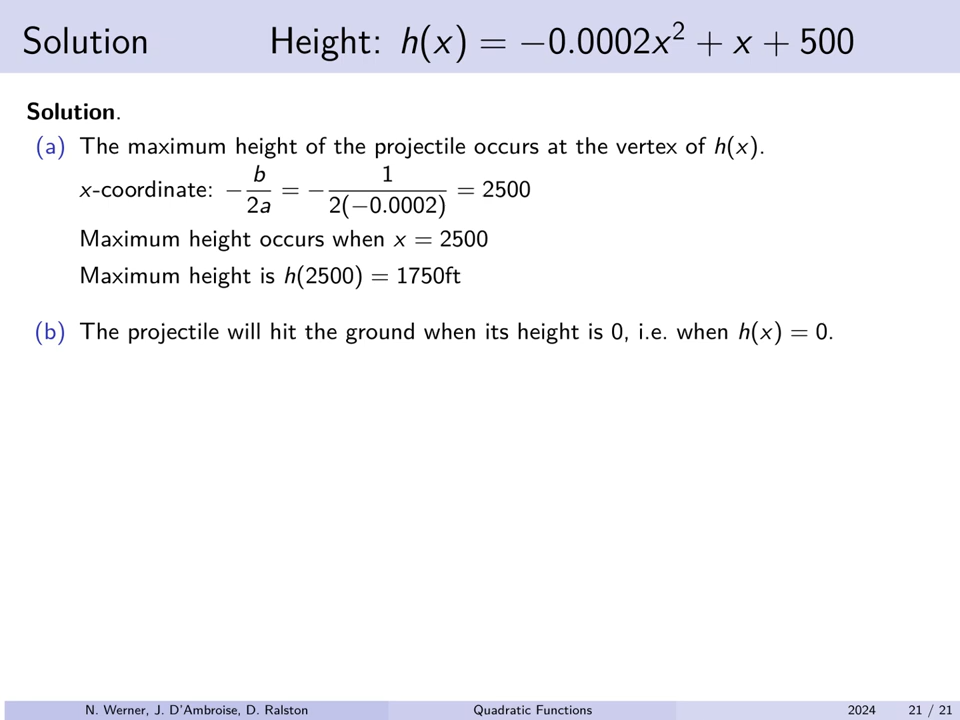 Solution Height: h(x) = −0.0002x² + x + 500
Solution.
(a) The maximum height of the projectile occurs at the vertex of h(x).
x-coordinate: −b/2a = −1/2(−0.0002) = 2500
Maximum height occurs when x = 2500
Maximum height is h(2500) = 1750ft
(b) The projectile will hit the ground when its height is 0, i.e. when h(x) = 0.
N. Werner, J. D'Ambroise, D. Ralston Quadratic Functions 2024 21 / 21